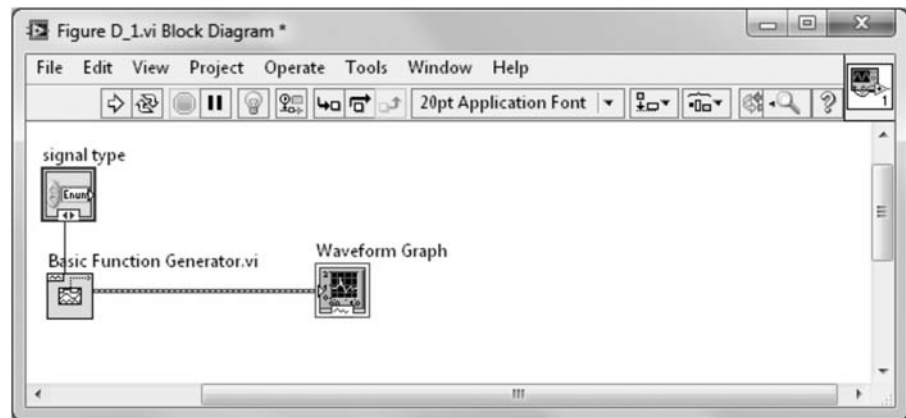 Figure D_1.vi Block Diagram *
File Edit View Project Operate Tools Window Help
20pt Application Font
1
signal type
Enum
Basic Function Generator.vi
Waveform Graph